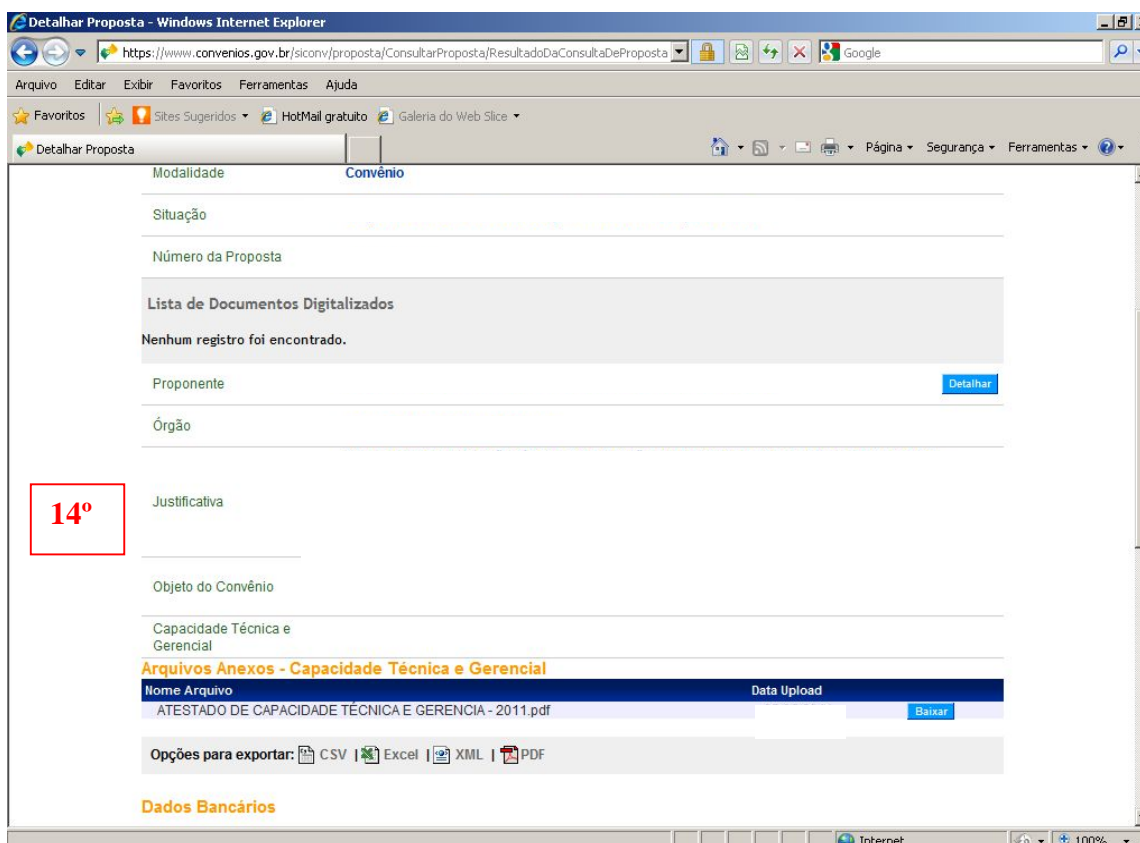 Detalhar Proposta - Windows Internet Explorer
https://www.convenios.gov.br/siconv/proposta/ConsultarProposta/ResultadoDaConsultaDeProposta
Google
Arquivo Editar Exibir Favoritos Ferramentas Ajuda
Favoritos Sites Sugeridos HotMail gratuito Galeria do Web Slice
Detalhar Proposta Página Segurança Ferramentas
Modalidade Convênio
Situação
Número da Proposta
Lista de Documentos Digitalizados
Nenhum registro foi encontrado.
Proponente Detalhar
Órgão
14º Justificativa
Objeto do Convênio
Capacidade Técnica e
Gerencial
Arquivos Anexos - Capacidade Técnica e Gerencial
Nome Arquivo Data Upload
ATESTADO DE CAPACIDADE TÉCNICA E GERENCIA - 2011.pdf Baixar
Opções para exportar: CSV | Excel | XML | PDF
Dados Bancários
Internet 100%